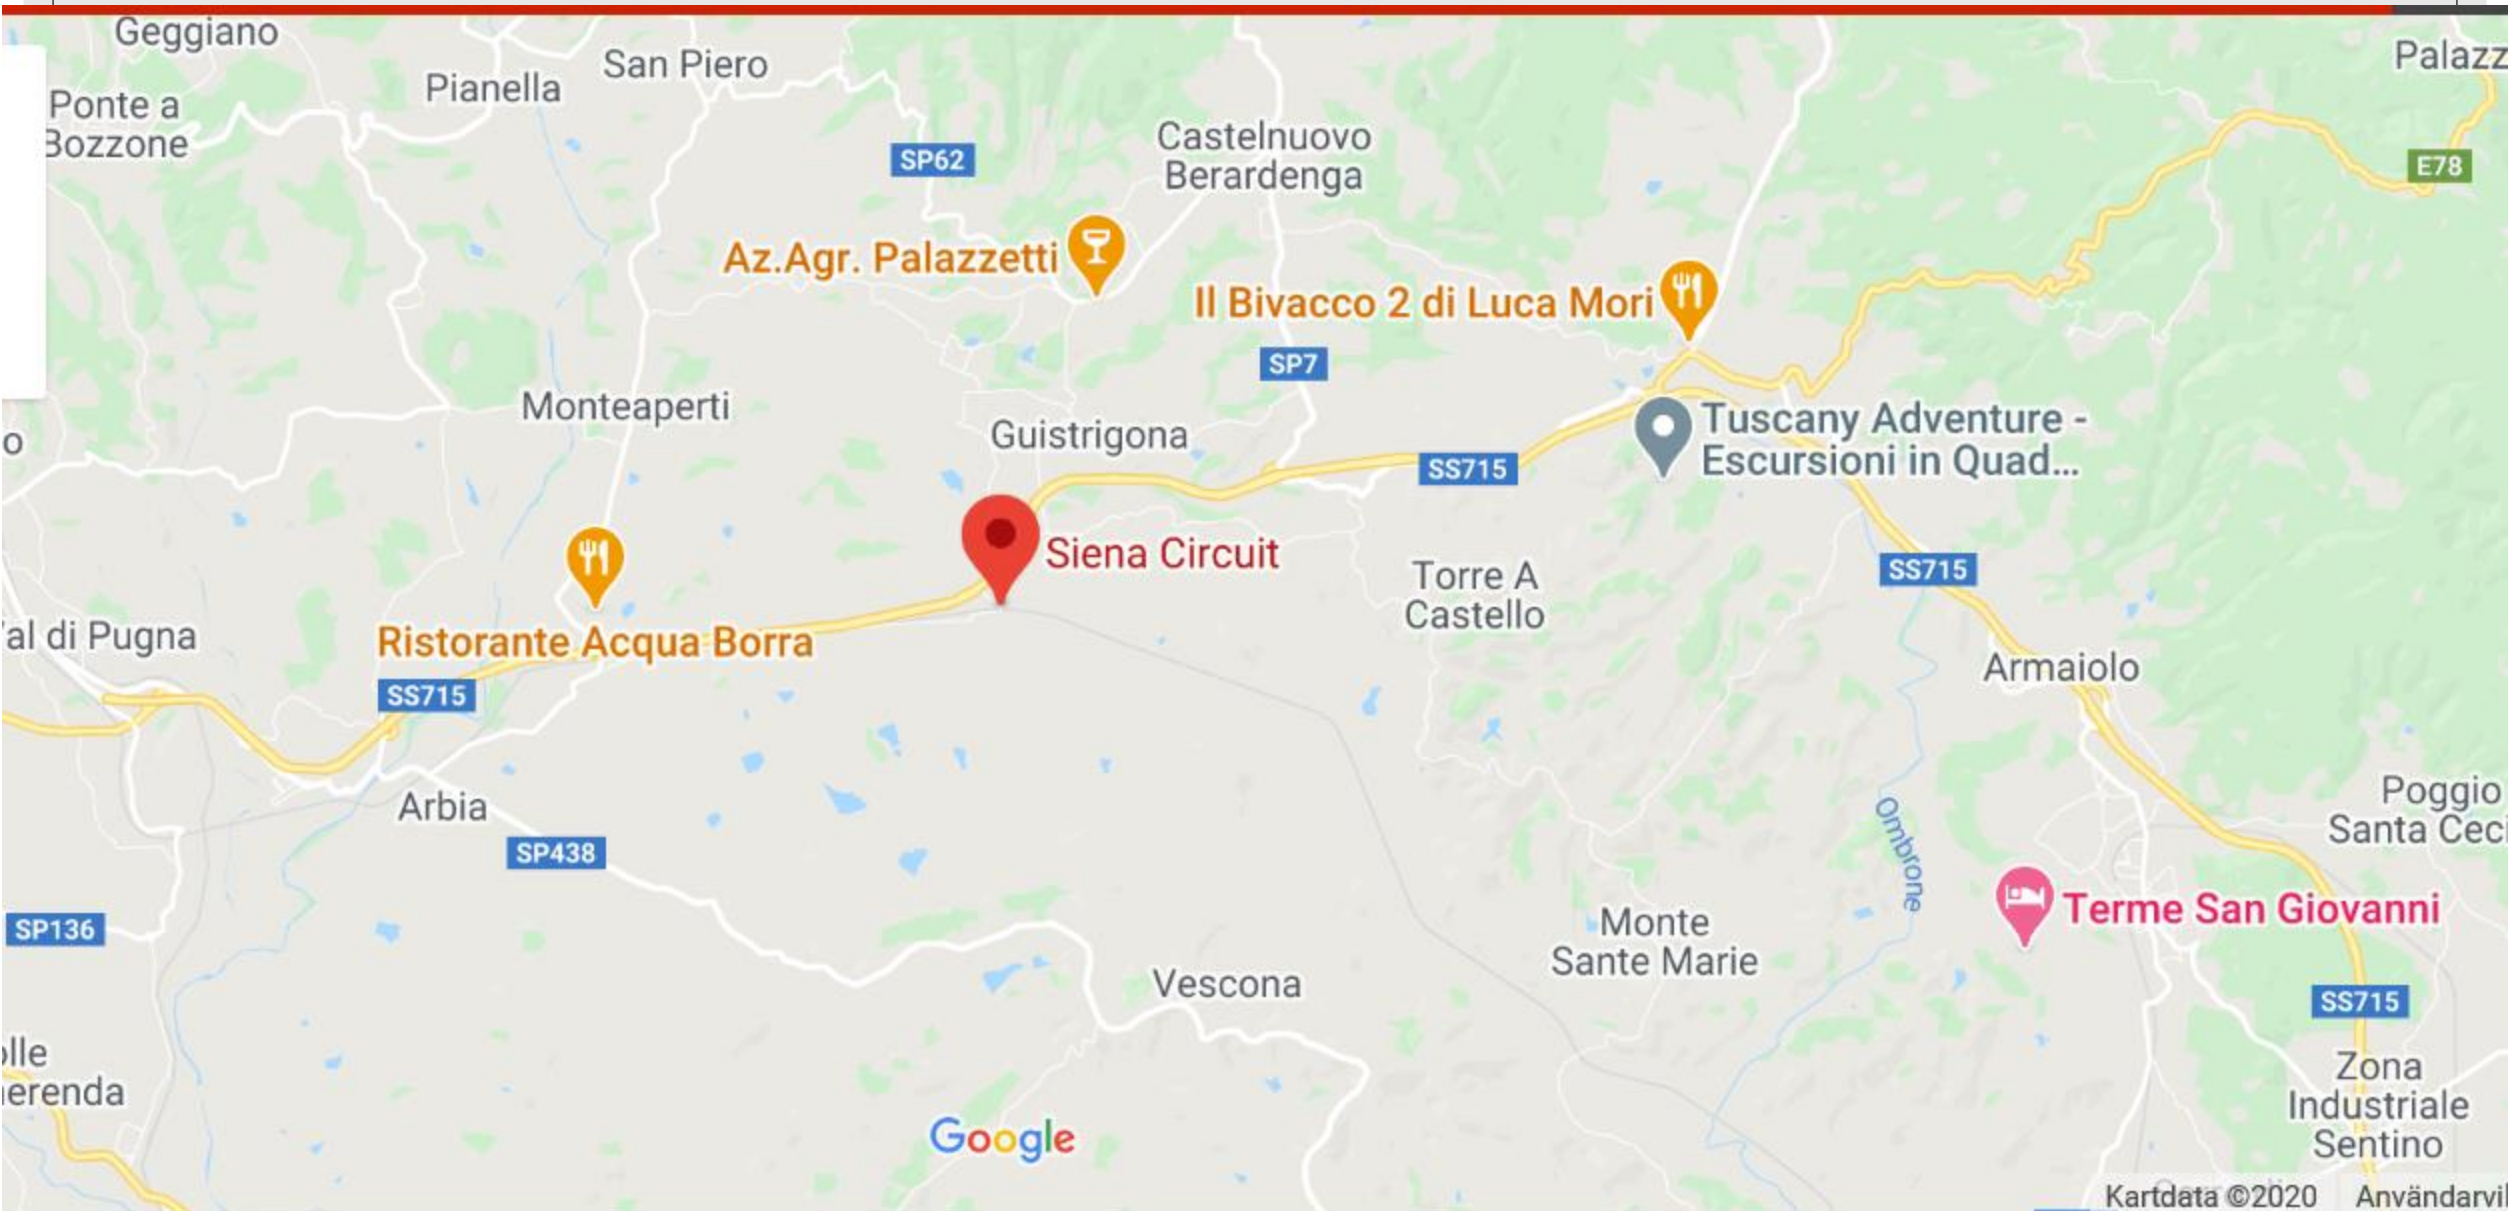 Geggiano
San Piero
Pianella
Palazz
Ponte a
Bozzone
Castelnuovo
Berardenga
SP62
E78
Az.Agr. Palazzetti
Il Bivacco 2 di Luca Mori
SP7
Monteaperti
Guistrigona
Tuscany Adventure -
Escursioni in Quad...
o
SS715
Siena Circuit
Torre A
Castello
SS715
al di Pugna
Ristorante Acqua Borra
SS715
Armaiolo
Arbia
SP438
Poggio
Santa Ceci
Ombrone
SP136
Monte
Sante Marie
Terme San Giovanni
Vescona
SS715
olle
erenda
Zona
Industriale
Sentino
Google
Kartdata ©2020
Användarvil